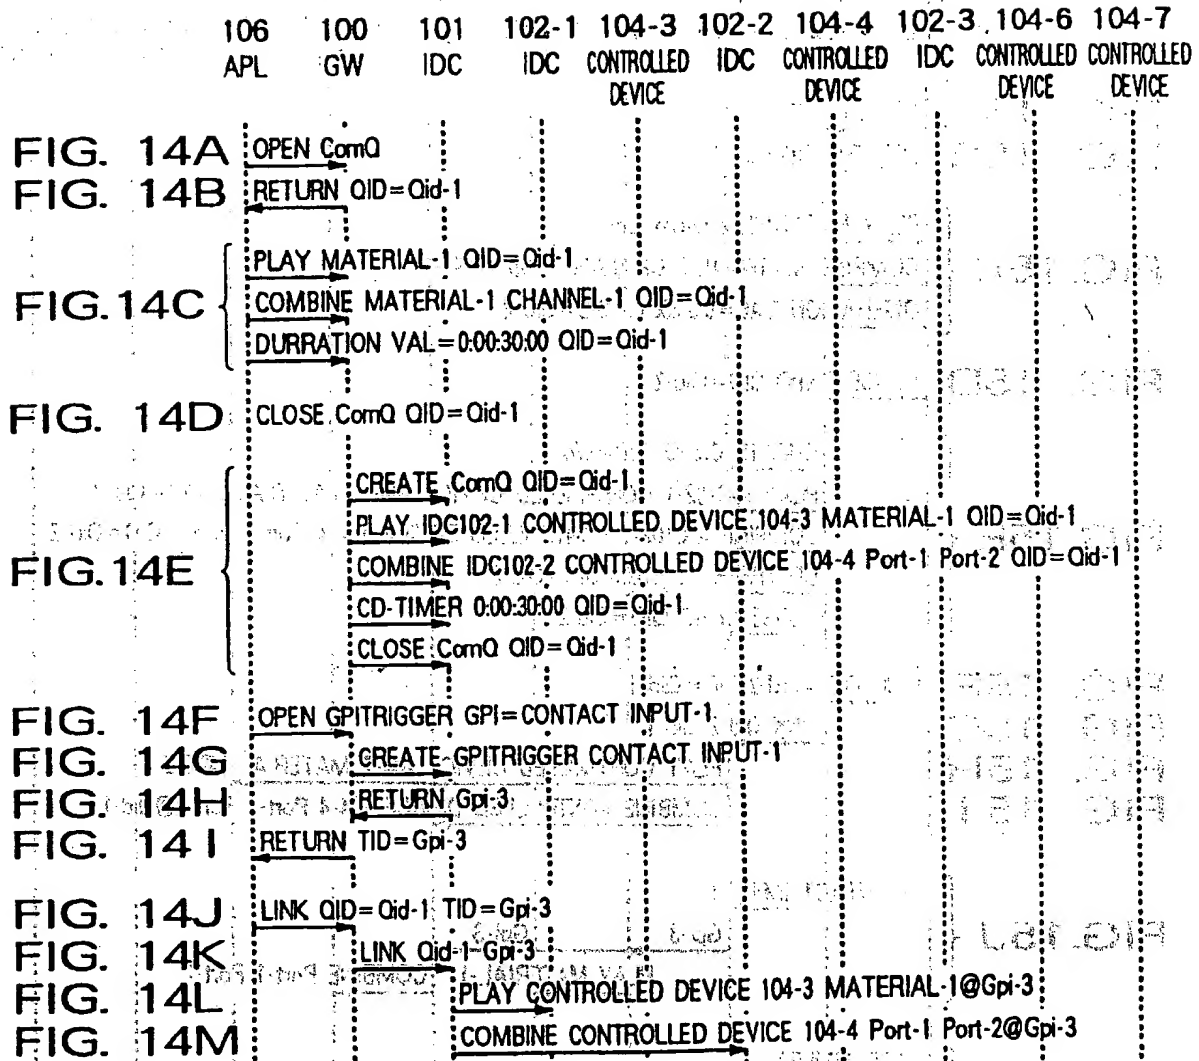 106 100 101 102-1 104-3 102-2 104-4 102-3 104-6 104-7
APL GW IDC IDC CONTROLLED IDC CONTROLLED IDC CONTROLLED CONTROLLED
DEVICE DEVICE DEVICE DEVICE
FIG. 14A OPEN ComQ
FIG. 14B RETURN QID=Qid-1
PLAY MATERIAL-1 QID=Qid-1
FIG.14C COMBINE MATERIAL-1 CHANNEL-1 QID=Qid-1
DURRATION VAL=0:00:30:00 QID=Qid-1
FIG. 14D CLOSE ComQ QID=Qid-1
CREATE ComQ QID=Qid-1
PLAY IDC102-1 CONTROLLED DEVICE 104-3 MATERIAL-1 QID=Qid-1
FIG.14E COMBINE IDC102-2 CONTROLLED DEVICE 104-4 Port-1 Port-2 QID=Qid-1
CD-TIMER 0:00:30:00 QID=Qid-1
CLOSE ComQ QID=Qid-1
FIG. 14F OPEN GPITRIGGER GPI=CONTACT INPUT-1
FIG. 14G CREATE-GPITRIGGER CONTACT INPUT-1
FIG. 14H RETURN Gpi-3
FIG. 14I RETURN TID=Gpi-3
FIG. 14J LINK QID=Qid-1 TID=Gpi-3
FIG. 14K LINK Qid-1-Gpi-3
FIG. 14L PLAY CONTROLLED DEVICE 104-3 MATERIAL-1@Gpi-3
FIG. 14M COMBINE CONTROLLED DEVICE 104-4 Port-1 Port-2@Gpi-3